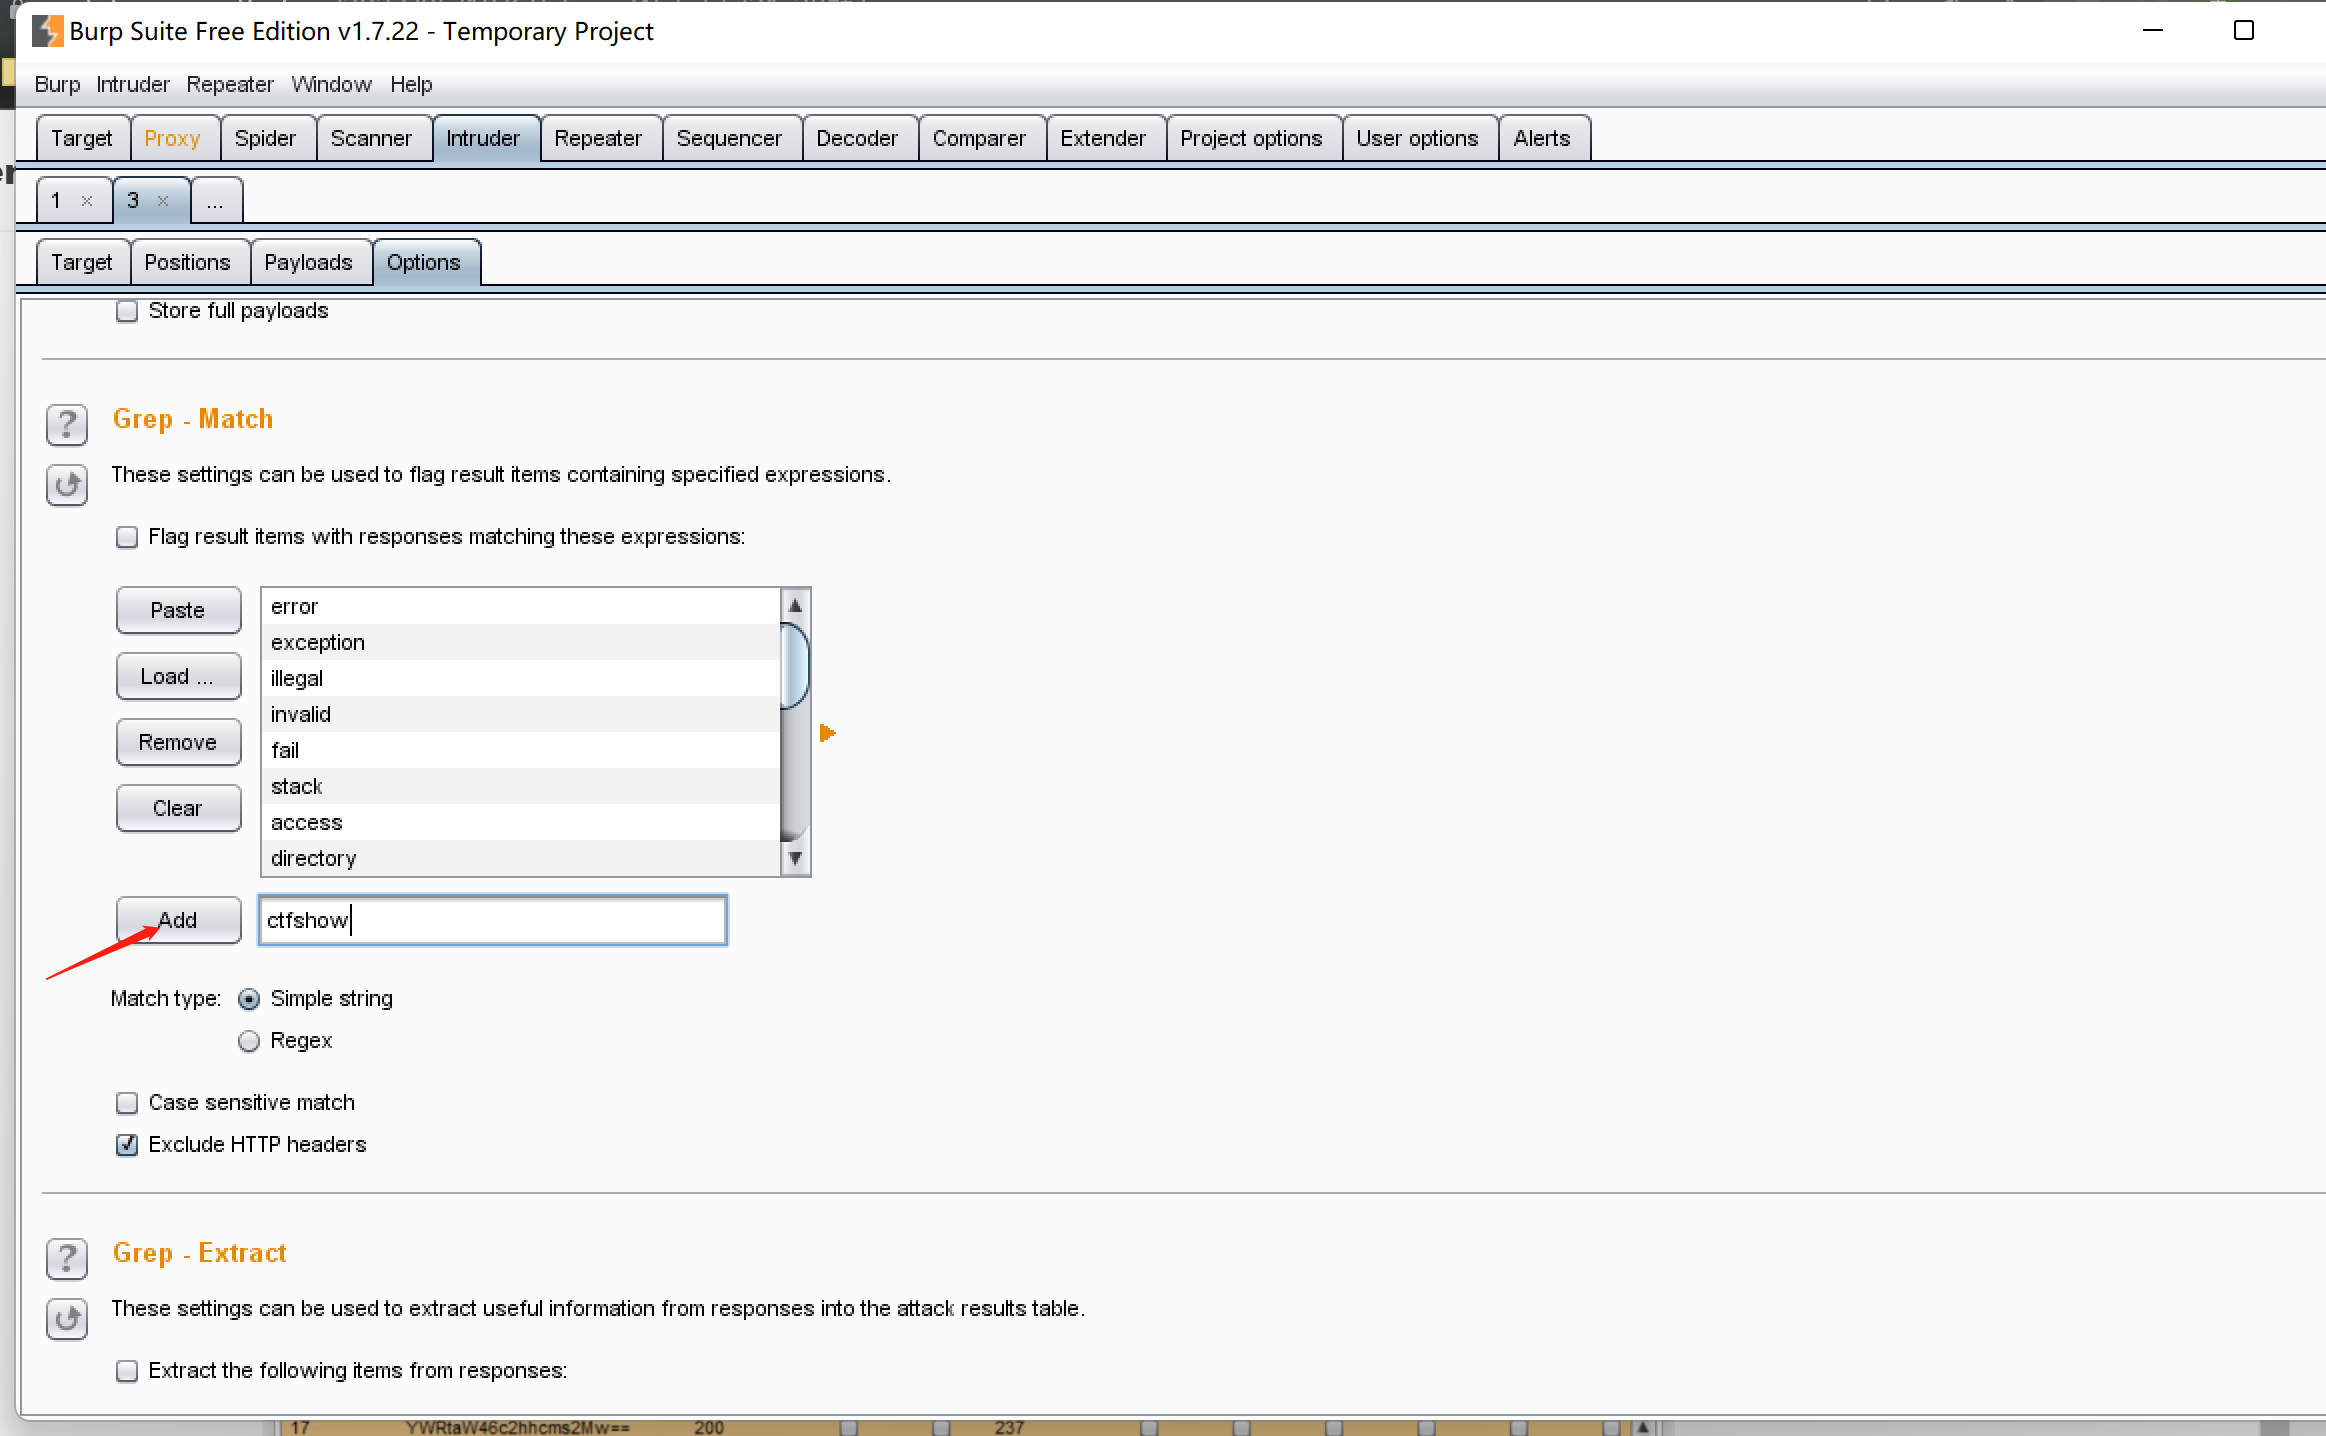 Burp Suite Free Edition v1.7.22 - Temporary Project
Burp Intruder Repeater Window Help
Target Proxy Spider Scanner Intruder Repeater Sequencer Decoder Comparer Extender Project options User options Alerts
1 × 3 × ...
Target Positions Payloads Options
Store full payloads
? Grep - Match
These settings can be used to flag result items containing specified expressions.
Flag result items with responses matching these expressions:
Paste
Load ...
Remove
Clear
error
exception
illegal
invalid
fail
stack
access
directory
Add ctfshow
Match type: Simple string
Regex
Case sensitive match
Exclude HTTP headers
? Grep - Extract
These settings can be used to extract useful information from responses into the attack results table.
Extract the following items from responses:
17 YWRtaW46c2hhcms2Mw== 200 237